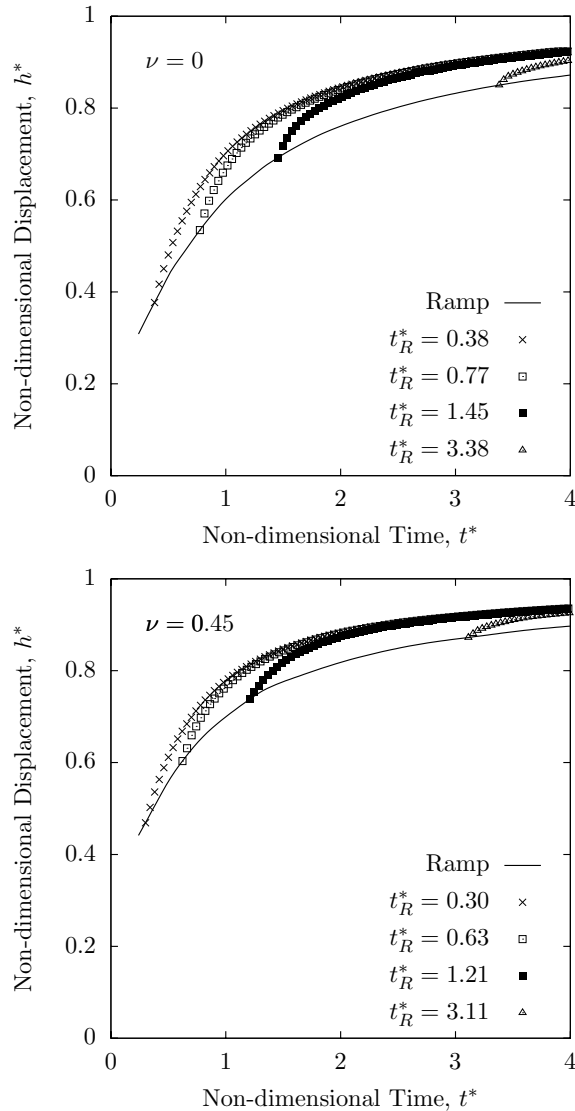 1
ν = 0
0.8
0.6
0.4
0.2
0
Non-dimensional Displacement, h*
Ramp
t*_R = 0.38
t*_R = 0.77
t*_R = 1.45
t*_R = 3.38
0 1 2 3 4
Non-dimensional Time, t*
1
ν = 0.45
0.8
0.6
0.4
0.2
0
Non-dimensional Displacement, h*
Ramp
t*_R = 0.30
t*_R = 0.63
t*_R = 1.21
t*_R = 3.11
0 1 2 3 4
Non-dimensional Time, t*